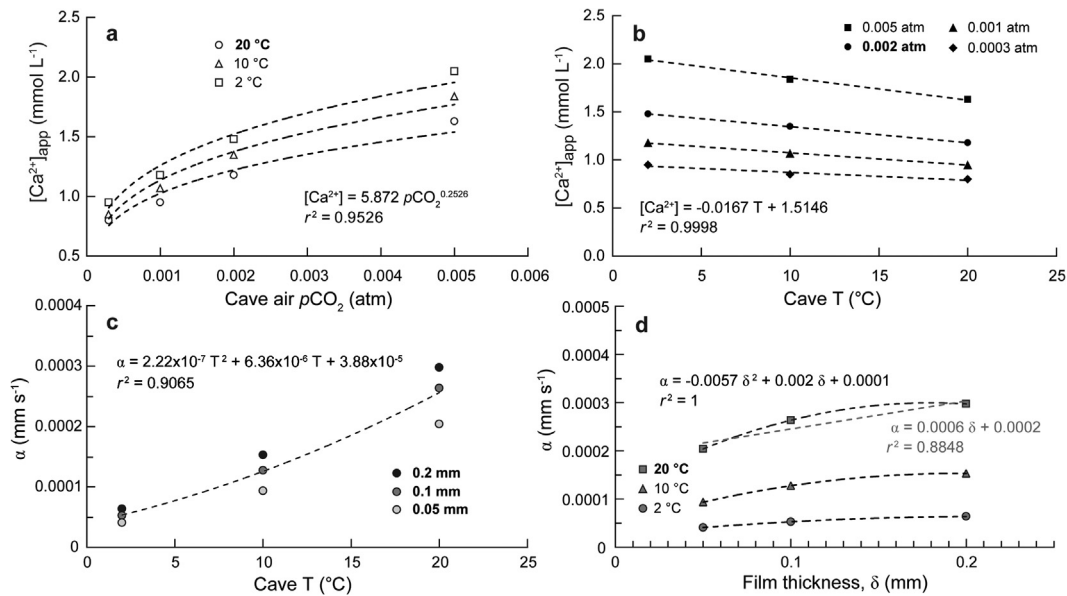 a
20 °C
10 °C
2 °C
[Ca²⁺]app (mmol L⁻¹)
2.5
2.0
1.5
1.0
0.5
[Ca²⁺] = 5.872 pCO₂^0.2526
r² = 0.9526
0 0.001 0.002 0.003 0.004 0.005 0.006
Cave air pCO₂ (atm)
b
0.005 atm 0.001 atm
0.002 atm 0.0003 atm
[Ca²⁺]app (mmol L⁻¹)
2.5
2.0
1.5
1.0
0.5
0.0
[Ca²⁺] = -0.0167 T + 1.5146
r² = 0.9998
0 5 10 15 20 25
Cave T (°C)
c
α = 2.22x10⁻⁷ T² + 6.36x10⁻⁶ T + 3.88x10⁻⁵
r² = 0.9065
α (mm s⁻¹)
0.0004
0.0003
0.0002
0.0001
0
0.2 mm
0.1 mm
0.05 mm
0 5 10 15 20 25
Cave T (°C)
d
α (mm s⁻¹)
0.0005
0.0004
0.0003
0.0002
0.0001
0
α = -0.0057 δ² + 0.002 δ + 0.0001
r² = 1
α = 0.0006 δ + 0.0002
r² = 0.8848
20 °C
10 °C
2 °C
0 0.1 0.2
Film thickness, δ (mm)